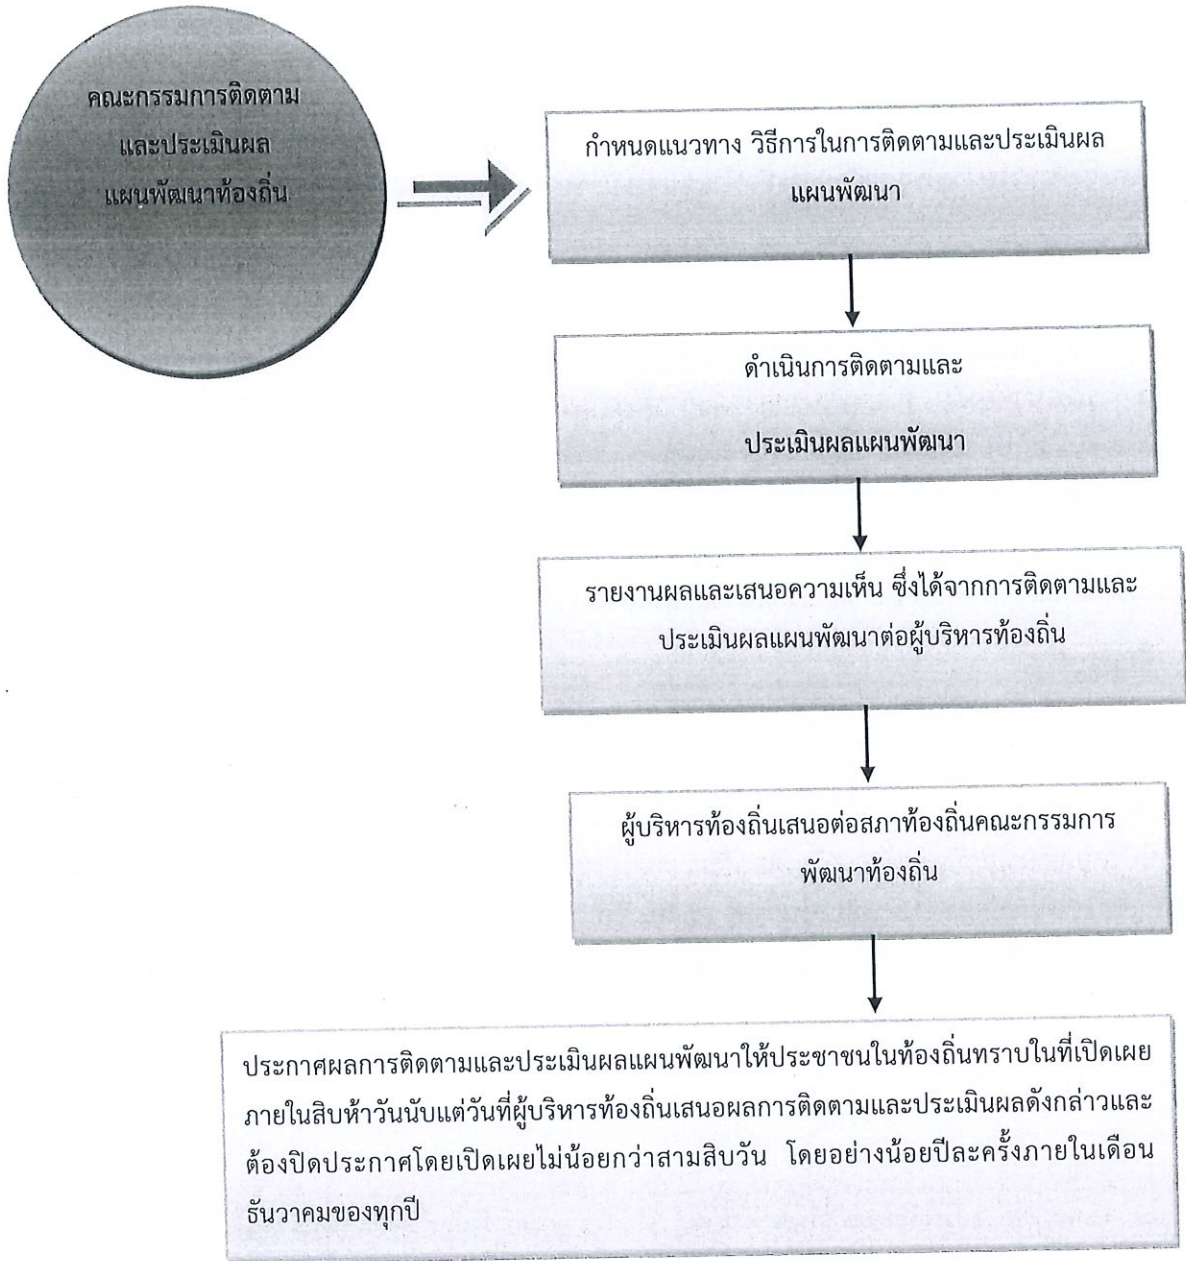 คณะกรรมการติดตาม
และประเมินผล
แผนพัฒนาท้องถิ่น
กำหนดแนวทาง วิธีการในการติดตามและประเมินผล
แผนพัฒนา
ดำเนินการติดตามและ
ประเมินผลแผนพัฒนา
รายงานผลและเสนอความเห็น ซึ่งได้จากการติดตามและ
ประเมินผลแผนพัฒนาต่อผู้บริหารท้องถิ่น
ผู้บริหารท้องถิ่นเสนอต่อสภาท้องถิ่นคณะกรรมการ
พัฒนาท้องถิ่น
ประกาศผลการติดตามและประเมินผลแผนพัฒนาให้ประชาชนในท้องถิ่นทราบในที่เปิดเผย
ภายในสิบห้าวันนับแต่วันที่ผู้บริหารท้องถิ่นเสนอผลการติดตามและประเมินผลดังกล่าวและ
ต้องปิดประกาศโดยเปิดเผยไม่น้อยกว่าสามสิบวัน โดยอย่างน้อยปีละครั้งภายในเดือน
ธันวาคมของทุกปี